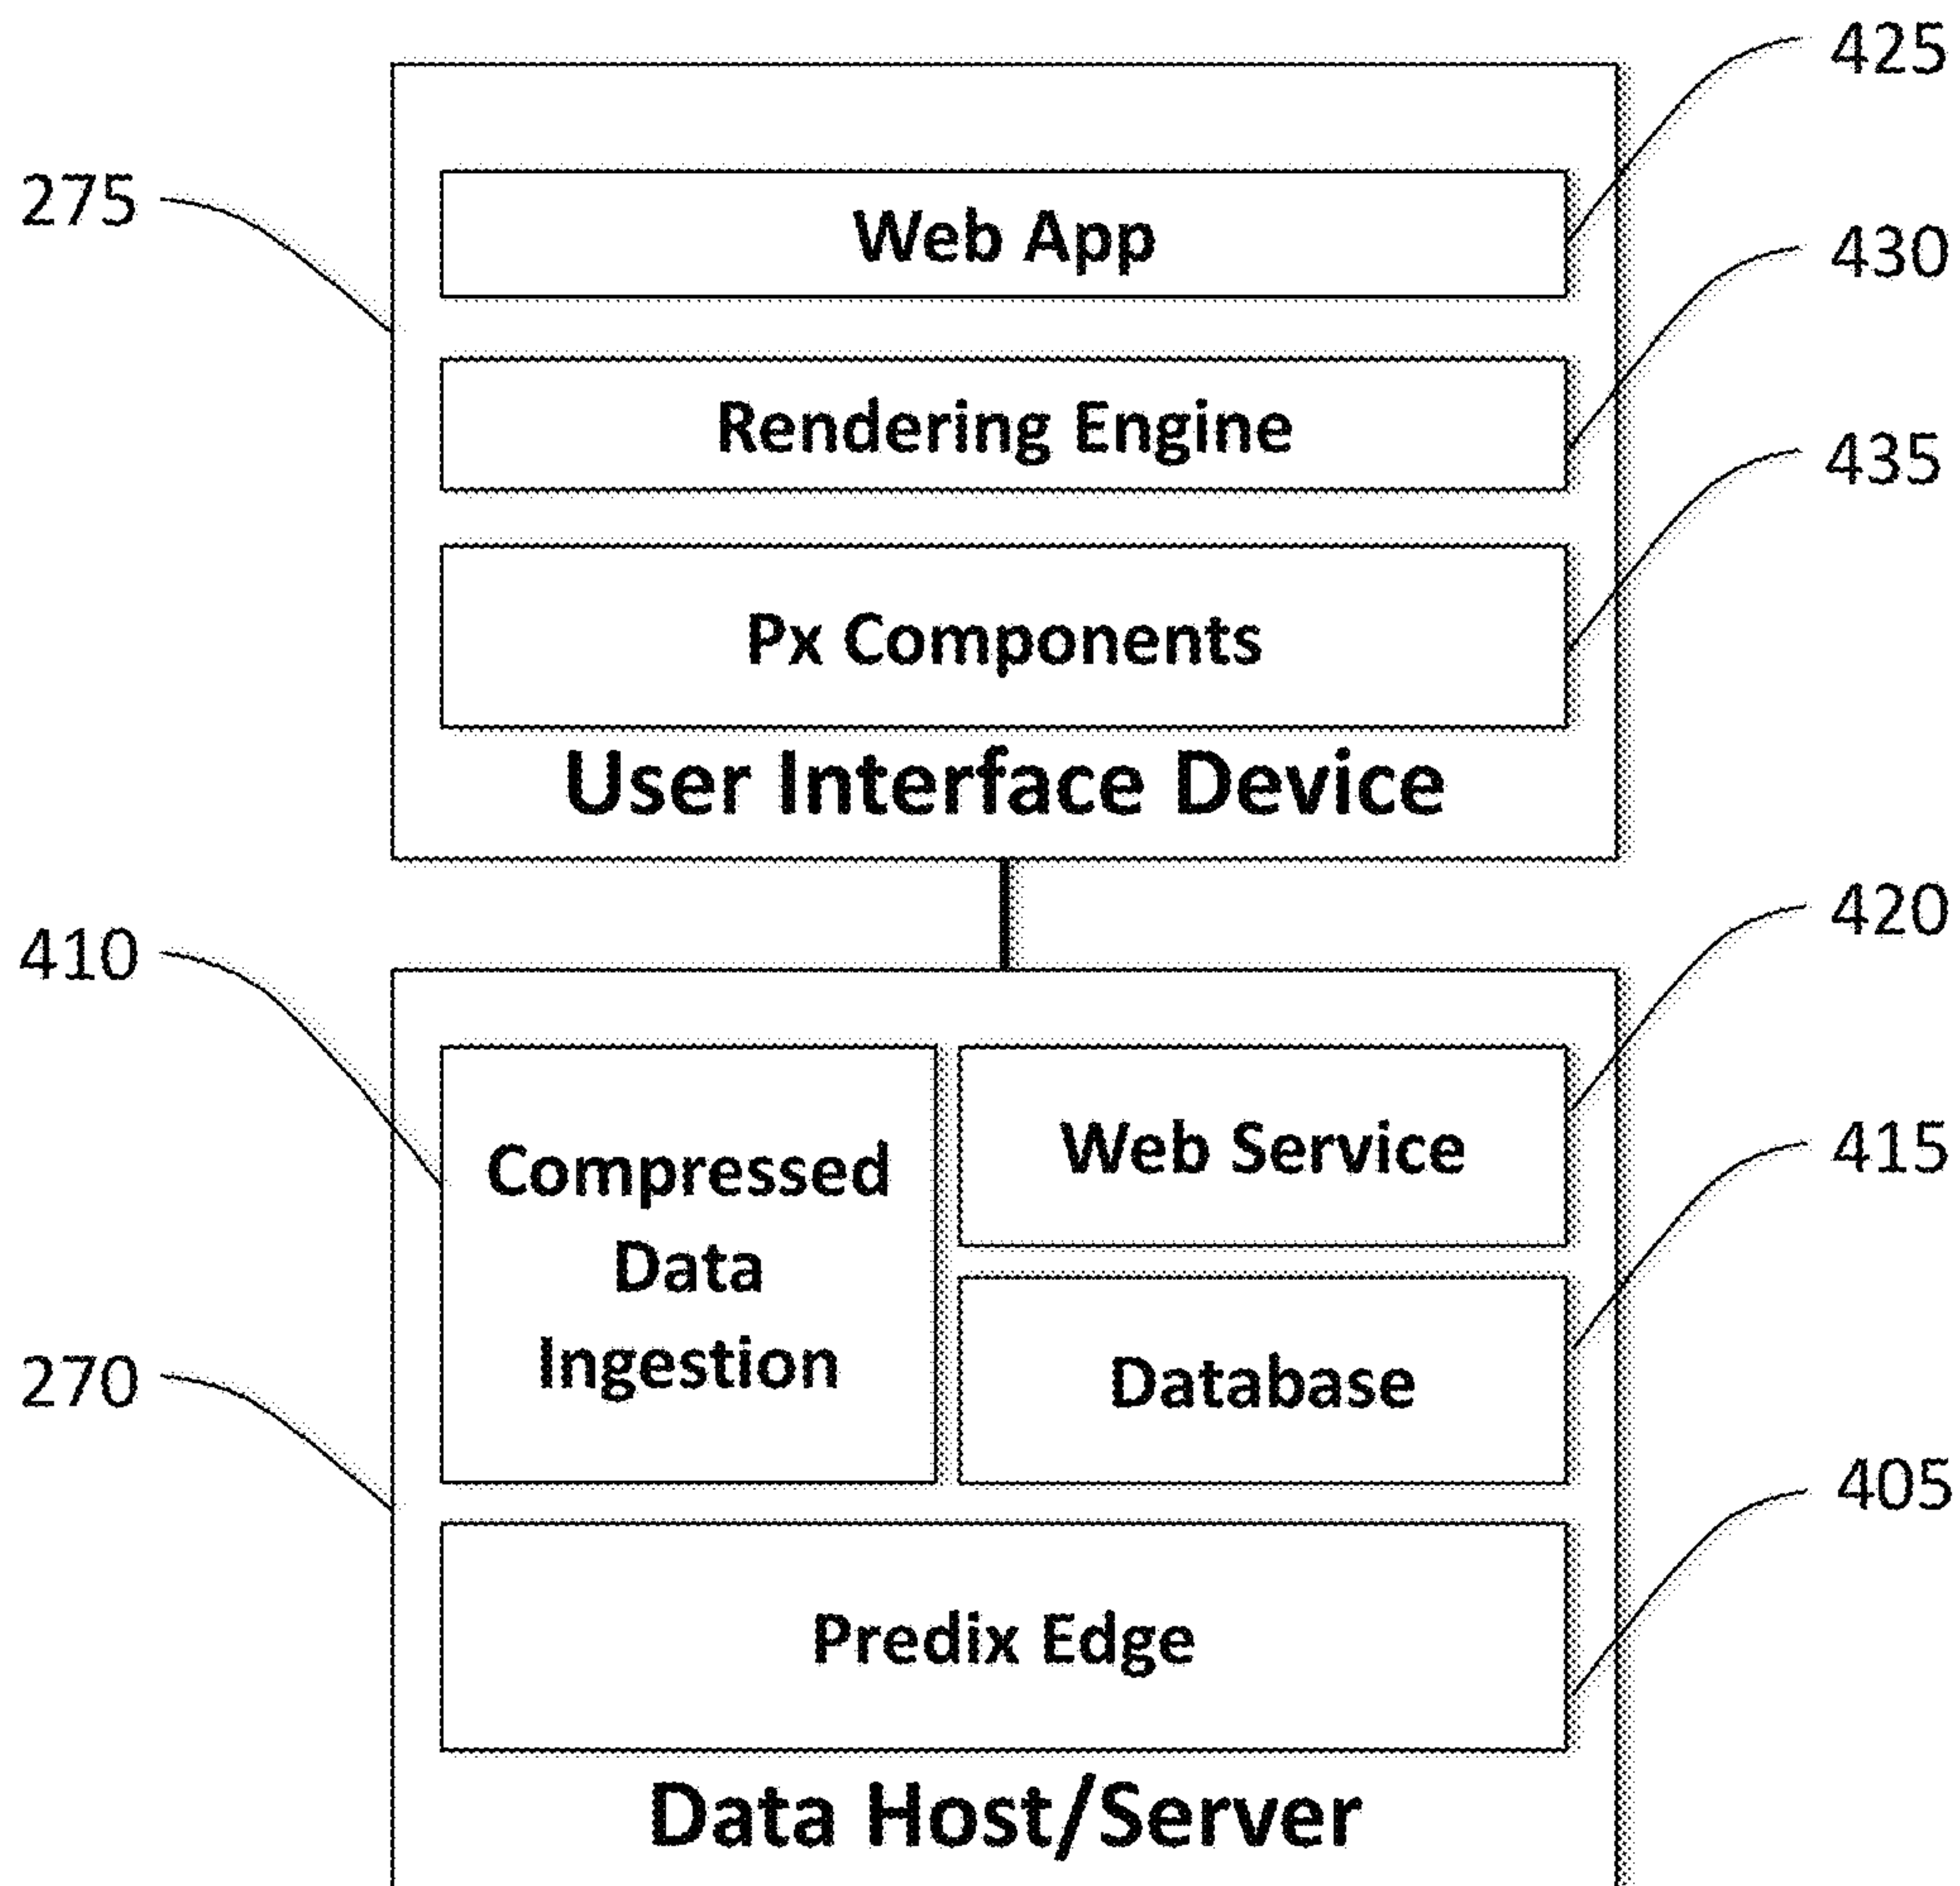 425
275
Web App
430
Rendering Engine
435
Px Components
User Interface Device
420
410
Web Service
415
Compressed
Data
Ingestion
Database
270
405
Predix Edge
Data Host/Server